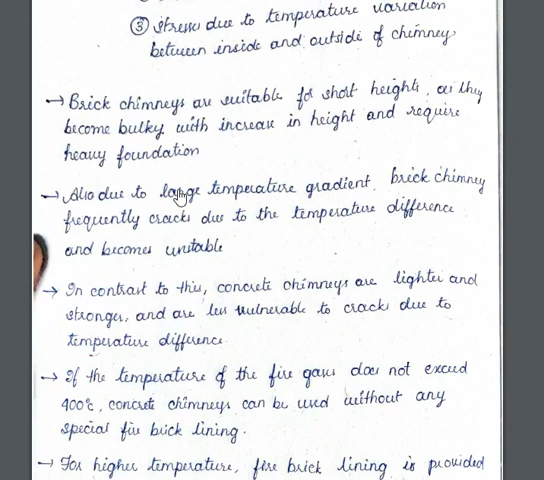 ③ Stress due to temperature variation
between inside and outside of chimney
→ Brick chimneys are suitable for short heights, as they
become bulky with increase in height and require
heavy foundation
→ Also due to large temperature gradient, brick chimney
frequently cracks due to the temperature difference
and becomes unstable
→ In contrast to this, concrete chimneys are lighter and
stronger, and are less vulnerable to cracks due to
temperature difference.
→ If the temperature of the fire gases does not exceed
400°c, concrete chimneys can be used without any
special fire brick lining.
→ For higher temperature, fire brick lining is provided